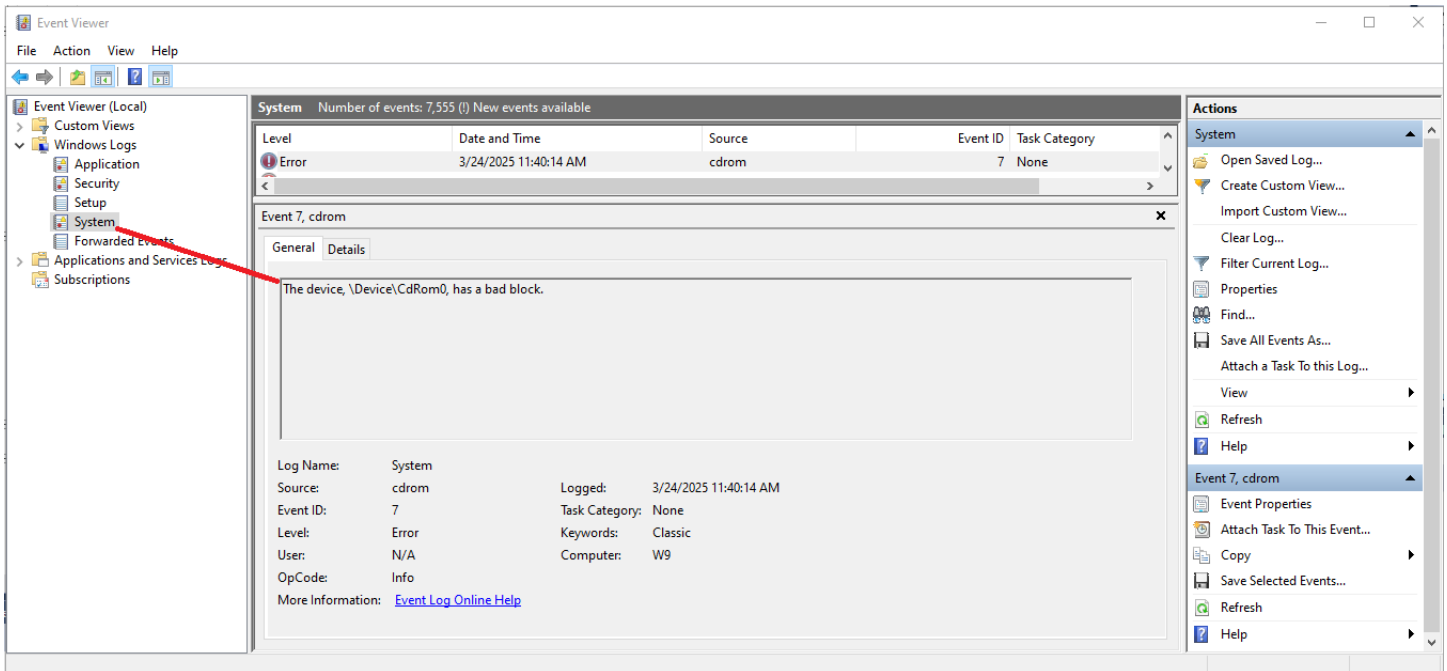 Event Viewer
File Action View Help
Event Viewer (Local)
Custom Views
Windows Logs
Application
Security
Setup
System
Forwarded Events
Applications and Services Logs
Subscriptions
System Number of events: 7,555 (!) New events available
Level Date and Time Source Event ID Task Category
Error 3/24/2025 11:40:14 AM cdrom 7 None
Event 7, cdrom
General Details
The device, \Device\CdRom0, has a bad block.
Log Name: System
Source: cdrom Logged: 3/24/2025 11:40:14 AM
Event ID: 7 Task Category: None
Level: Error Keywords: Classic
User: N/A Computer: W9
OpCode: Info
More Information: Event Log Online Help
Actions
System
Open Saved Log...
Create Custom View...
Import Custom View...
Clear Log...
Filter Current Log...
Properties
Find...
Save All Events As...
Attach a Task To this Log...
View
Refresh
Help
Event 7, cdrom
Event Properties
Attach Task To This Event...
Copy
Save Selected Events...
Refresh
Help